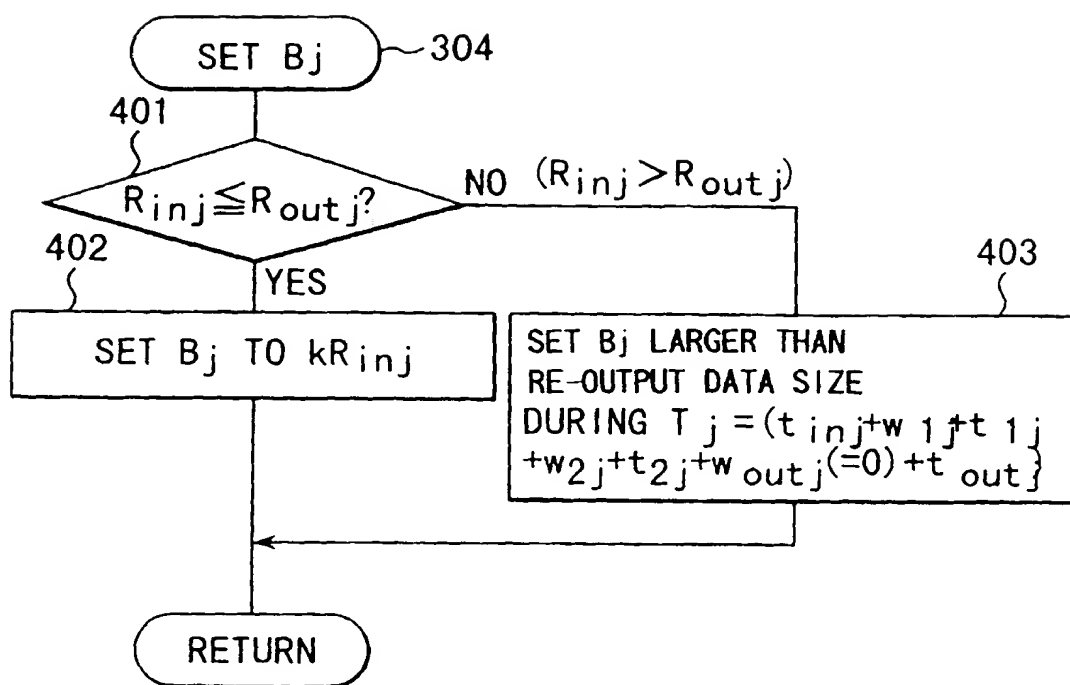 SET Bj
304
401
Rinj≦Routj?
NO (Rinj>Routj)
402
YES
403
SET Bj TO kRinj
SET Bj LARGER THAN
RE-OUTPUT DATA SIZE
DURING Tj=(tinj+w1j+t1j
+w2j+t2j+woutj(=0)+toutj
RETURN